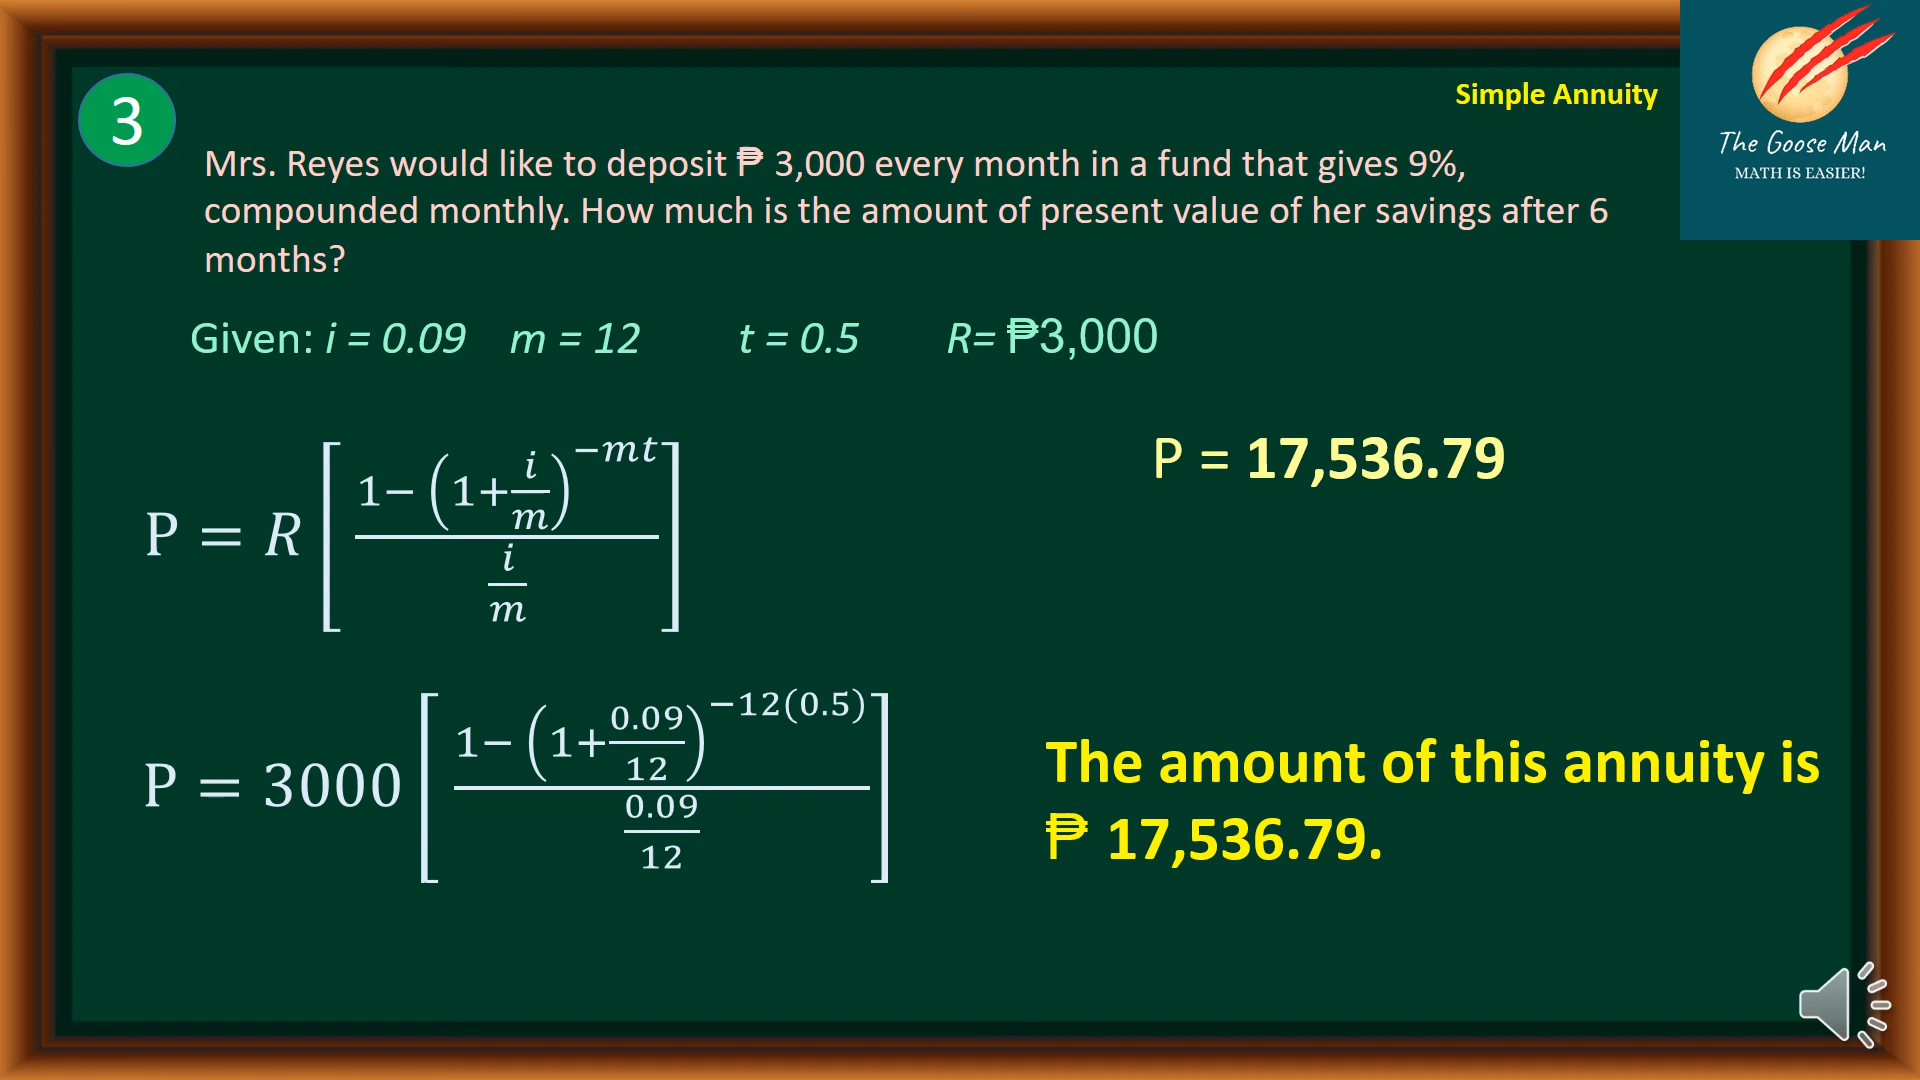 3
Simple Annuity
The Goose Man
MATH IS EASIER!
Mrs. Reyes would like to deposit ₱ 3,000 every month in a fund that gives 9%,
compounded monthly. How much is the amount of present value of her savings after 6
months?
Given: i = 0.09 m = 12 t = 0.5 R= ₱3,000
P = R [ (1− (1+ i/m)^(−mt)) / (i/m) ]
P = 17,536.79
P = 3000 [ (1− (1+ 0.09/12)^(−12(0.5))) / (0.09/12) ]
The amount of this annuity is
₱ 17,536.79.